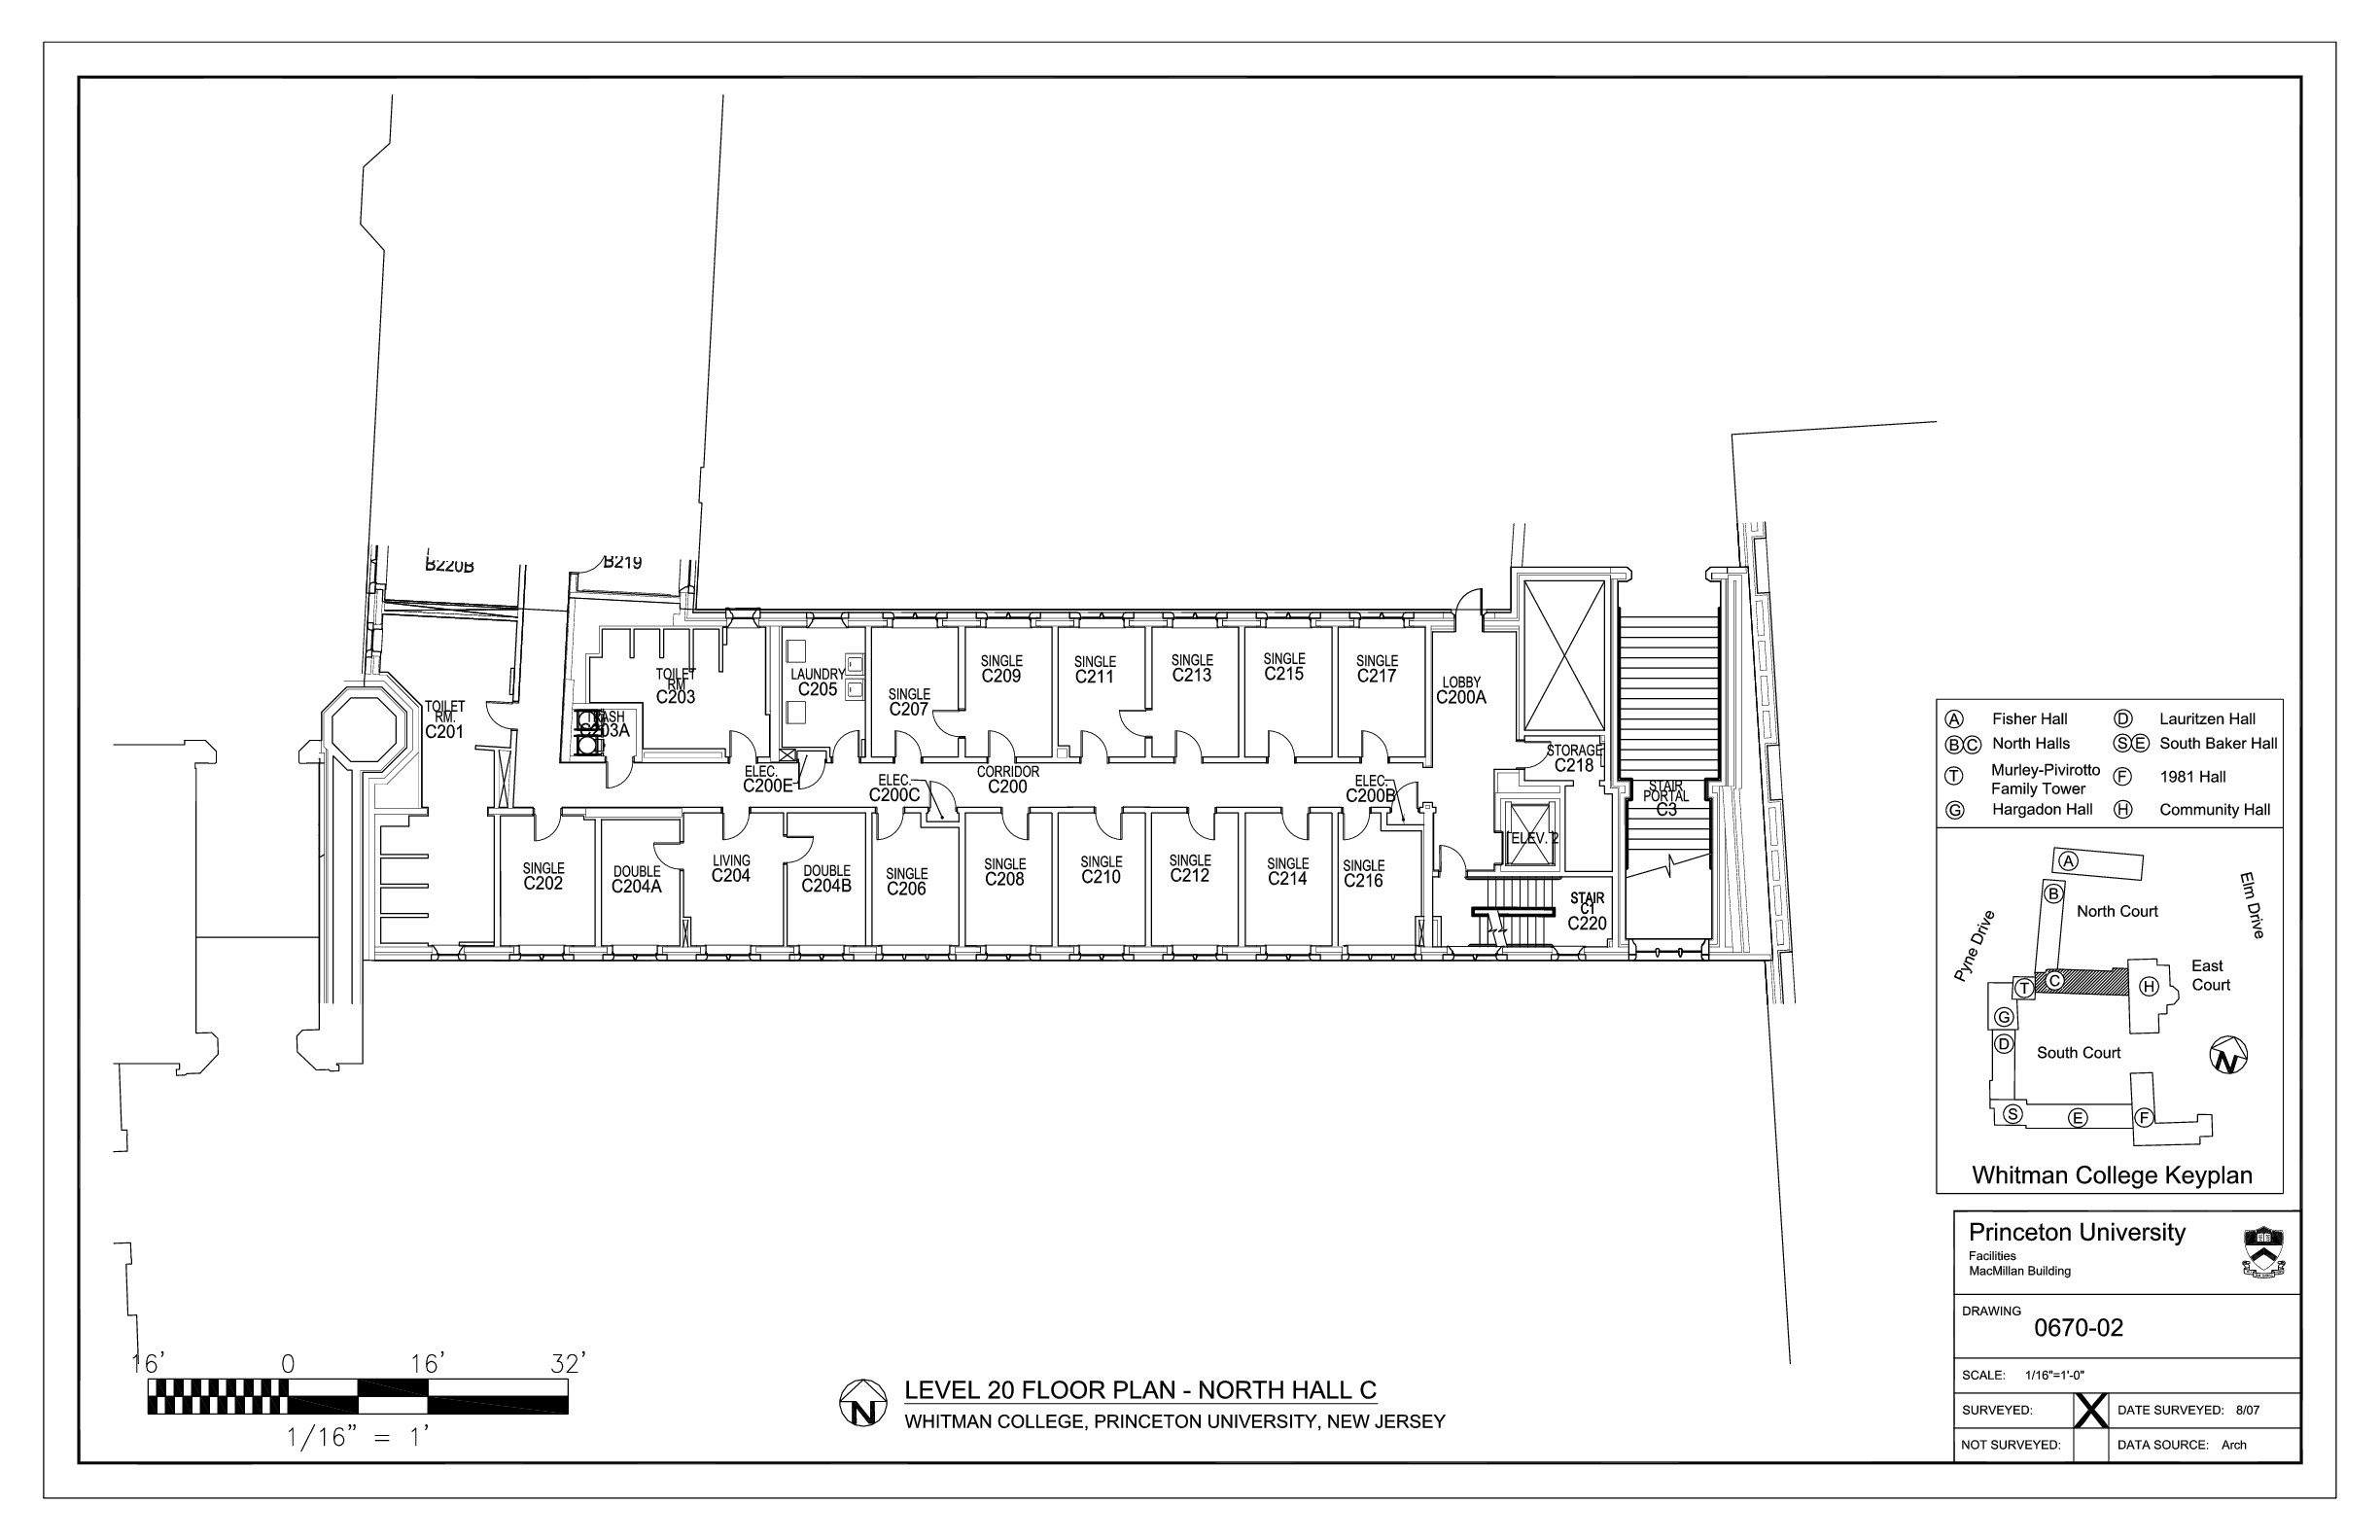 B220B
B219
TOILET
RM.
C201
TOILET
RM
C203
TRASH
C203A
LAUNDRY
C205
SINGLE
C207
SINGLE
C209
SINGLE
C211
SINGLE
C213
SINGLE
C215
SINGLE
C217
LOBBY
C200A
STORAGE
C218
STAIR
PORTAL
C3
ELEC.
C200E
ELEC.
C200C
CORRIDOR
C200
ELEC.
C200B
ELEV. 2
SINGLE
C202
DOUBLE
C204A
LIVING
C204
DOUBLE
C204B
SINGLE
C206
SINGLE
C208
SINGLE
C210
SINGLE
C212
SINGLE
C214
SINGLE
C216
STAIR
C1
C220
A Fisher Hall
D Lauritzen Hall
B C North Halls
S E South Baker Hall
T Murley-Pivirotto
Family Tower
F 1981 Hall
G Hargadon Hall
H Community Hall
A
B
North Court
Elm Drive
Pyne Drive
East
Court
T
C
H
G
D
South Court
N
S
E
F
Whitman College Keyplan
Princeton University
Facilities
MacMillan Building
DRAWING
0670-02
SCALE: 1/16"=1'-0"
SURVEYED: X DATE SURVEYED: 8/07
NOT SURVEYED: DATA SOURCE: Arch
16' 0 16' 32'
1/16" = 1'
N
LEVEL 20 FLOOR PLAN - NORTH HALL C
WHITMAN COLLEGE, PRINCETON UNIVERSITY, NEW JERSEY